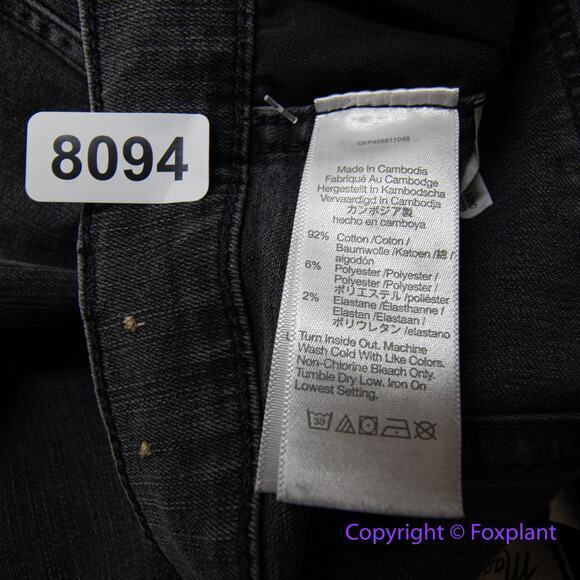 8094
CKP455911045
Made In Cambodia
Fabriqué Au Cambodge
Hergestellt In Kambodscha
Vervaardigd In Cambodja
カンボジア製
hecho en camboya
92% Cotton /Coton /
Baumwolle /Katoen /綿 /
algodón
6% Polyester /Polyester /
Polyester /Polyester /
ポリエステル /poliéster
2% Elastane /Élasthanne /
Elastan /Elastaan /
ポリウレタン /elastano
Turn Inside Out. Machine
Wash Cold With Like Colors.
Non-Chlorine Bleach Only.
Tumble Dry Low. Iron On
Lowest Setting.
30
Copyright © Foxplant